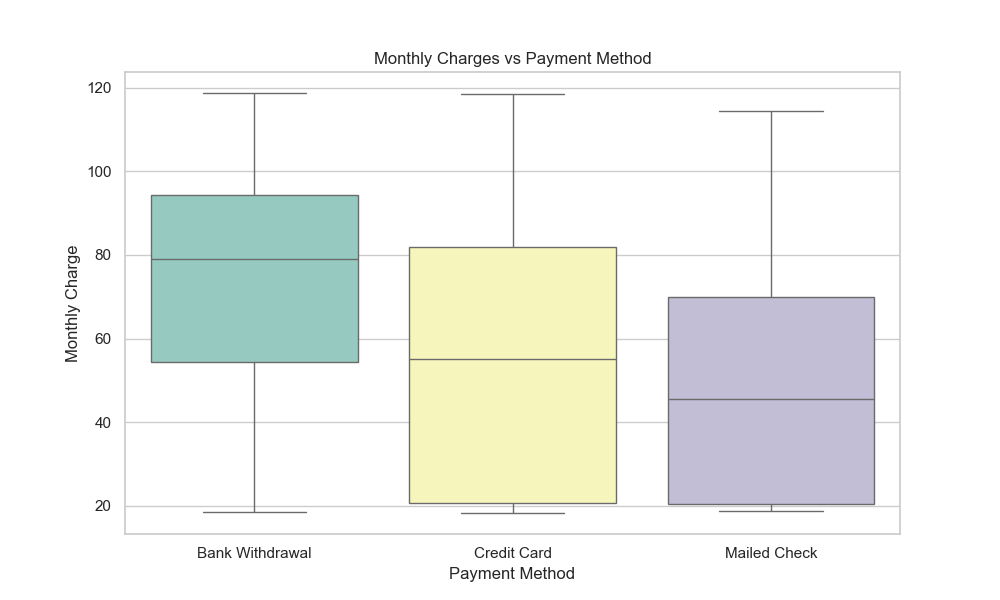 Monthly Charges vs Payment Method
120
100
80
60
40
20
Monthly Charge
Bank Withdrawal
Credit Card
Mailed Check
Payment Method